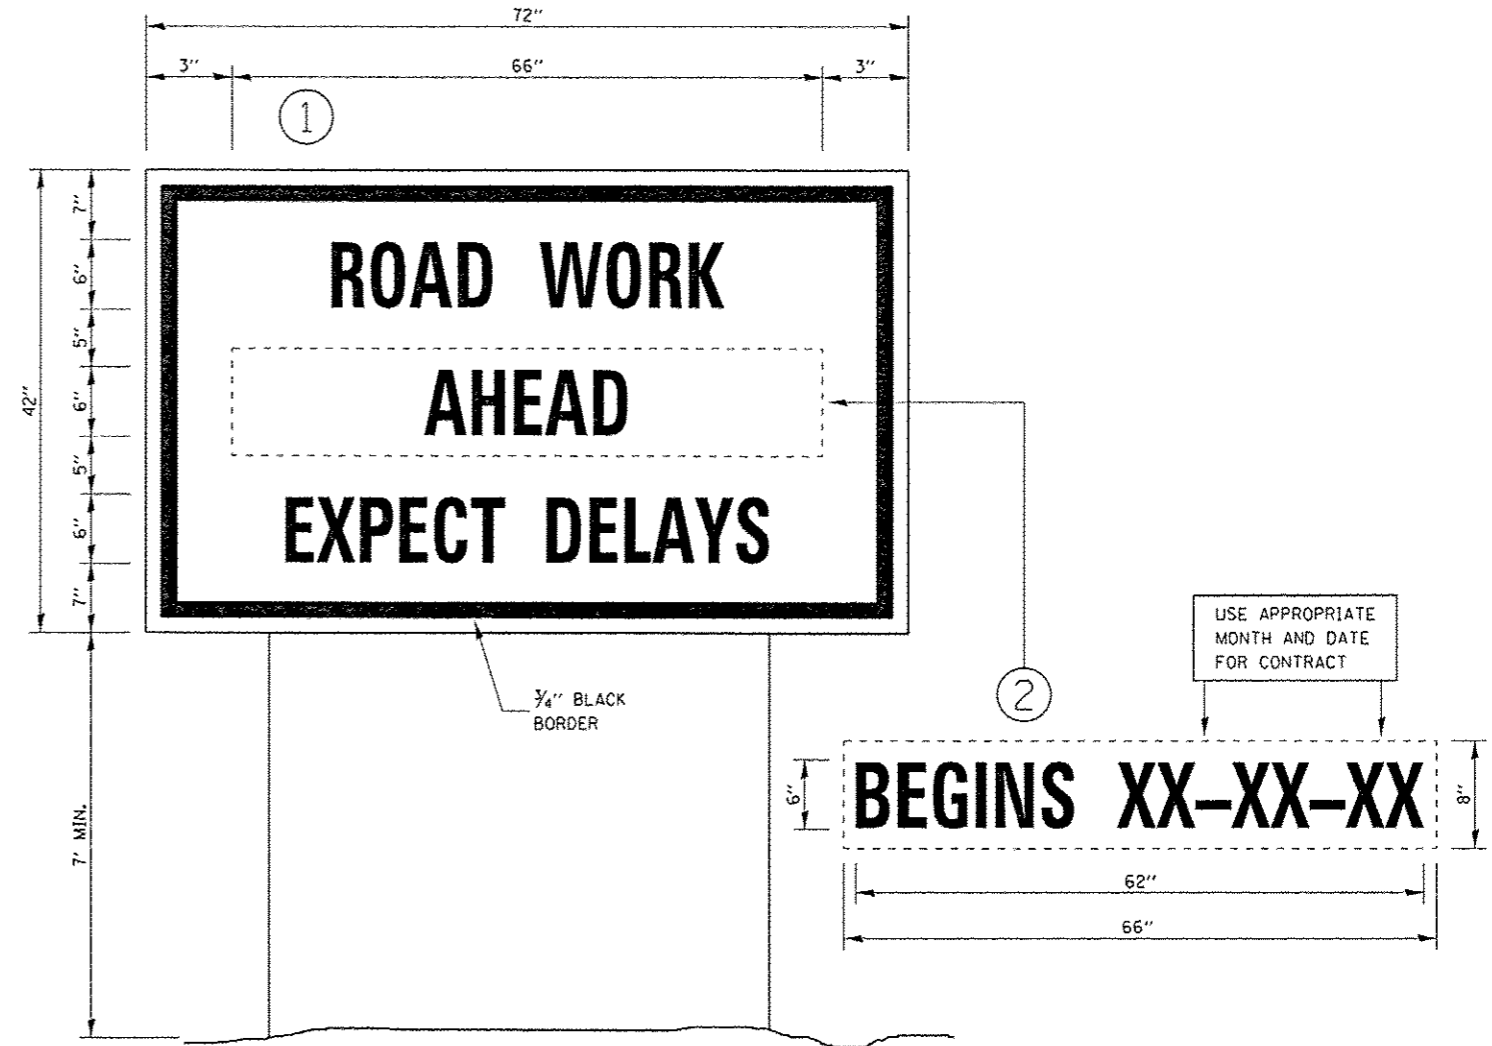 72"
3" 66" 3"
1
7"
6"
5"
6"
5"
6"
7"
42"
ROAD WORK
AHEAD
EXPECT DELAYS
3/4" BLACK
BORDER
7' MIN.
2
USE APPROPRIATE
MONTH AND DATE
FOR CONTRACT
6"
BEGINS XX-XX-XX
8"
62"
66"